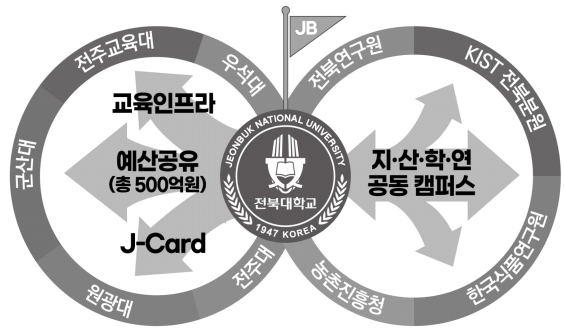 JB
전주교육대
우석대
군산대
원광대
전주대
교육인프라
예산공유
(총 500억원)
J-Card
JEONBUK NATIONAL UNIVERSITY
전북대학교
1947 KOREA
전북연구원
KIST 전북분원
한국식품연구원
농촌진흥청
지·산·학·연
공동 캠퍼스